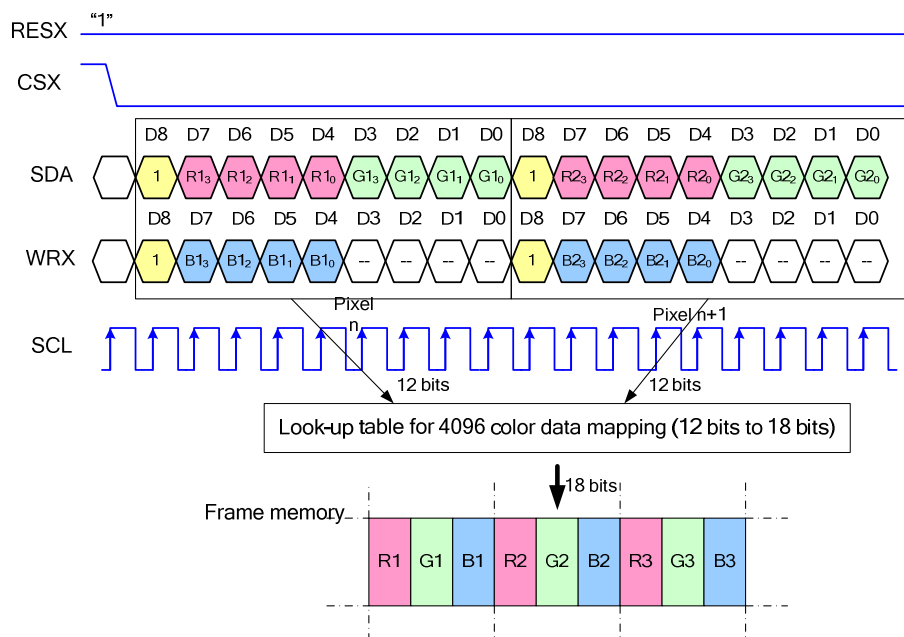 RESX “1”
CSX
D8 D7 D6 D5 D4 D3 D2 D1 D0 D8 D7 D6 D5 D4 D3 D2 D1 D0
SDA 1 R1₃ R1₂ R1₁ R1₀ G1₃ G1₂ G1₁ G1₀ 1 R2₃ R2₂ R2₁ R2₀ G2₃ G2₂ G2₁ G2₀
D8 D7 D6 D5 D4 D3 D2 D1 D0 D8 D7 D6 D5 D4 D3 D2 D1 D0
WRX 1 B1₃ B1₂ B1₁ B1₀ -- -- -- -- 1 B2₃ B2₂ B2₁ B2₀ -- -- -- --
Pixel
n
Pixel n+1
SCL
12 bits 12 bits
Look-up table for 4096 color data mapping (12 bits to 18 bits)
18 bits
Frame memory
R1 G1 B1 R2 G2 B2 R3 G3 B3